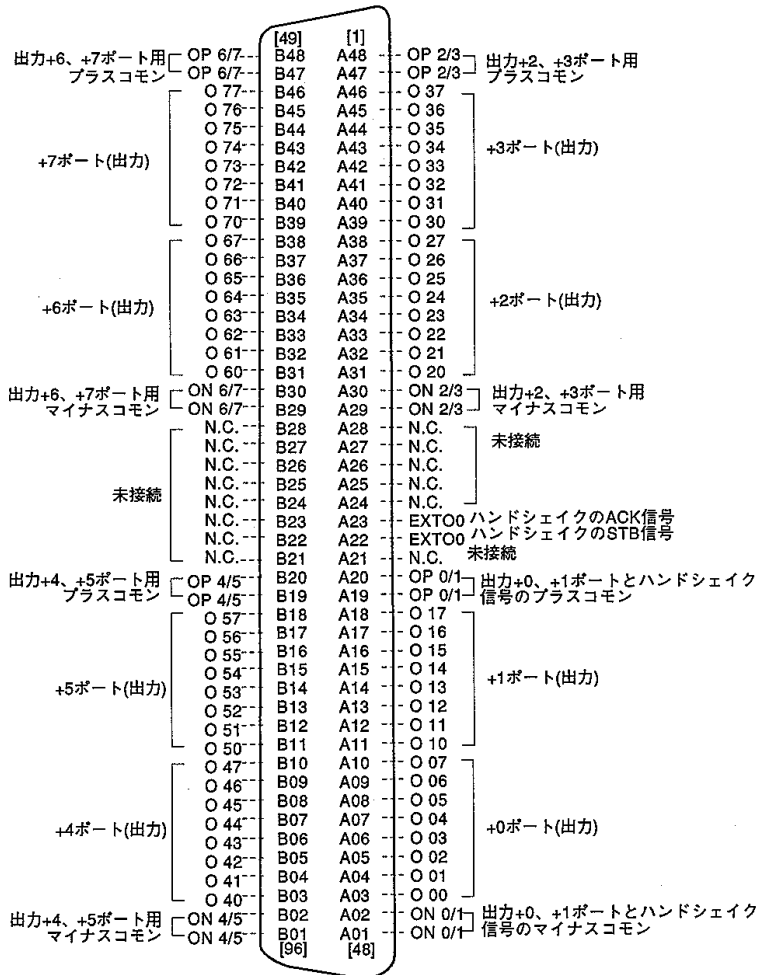 [49] [1]
出力+6、+7ポート用 プラスコモン
OP 6/7 B48 A48 OP 2/3
OP 6/7 B47 A47 OP 2/3
出力+2、+3ポート用 プラスコモン
+7ポート(出力)
O 77 B46 A46 O 37
O 76 B45 A45 O 36
O 75 B44 A44 O 35
O 74 B43 A43 O 34
O 73 B42 A42 O 33
O 72 B41 A41 O 32
O 71 B40 A40 O 31
O 70 B39 A39 O 30
+3ポート(出力)
+6ポート(出力)
O 67 B38 A38 O 27
O 66 B37 A37 O 26
O 65 B36 A36 O 25
O 64 B35 A35 O 24
O 63 B34 A34 O 23
O 62 B33 A33 O 22
O 61 B32 A32 O 21
O 60 B31 A31 O 20
+2ポート(出力)
出力+6、+7ポート用 マイナスコモン
ON 6/7 B30 A30 ON 2/3
ON 6/7 B29 A29 ON 2/3
出力+2、+3ポート用 マイナスコモン
未接続
N.C. B28 A28 N.C.
N.C. B27 A27 N.C.
N.C. B26 A26 N.C.
N.C. B25 A25 N.C.
N.C. B24 A24 N.C.
未接続
N.C. B23 A23 EXTO0 ハンドシェイクのACK信号
N.C. B22 A22 EXTO0 ハンドシェイクのSTB信号
N.C. B21 A21 N.C. 未接続
出力+4、+5ポート用 プラスコモン
OP 4/5 B20 A20 OP 0/1
OP 4/5 B19 A19 OP 0/1
出力+0、+1ポートとハンドシェイク 信号のプラスコモン
+5ポート(出力)
O 57 B18 A18 O 17
O 56 B17 A17 O 16
O 55 B16 A16 O 15
O 54 B15 A15 O 14
O 53 B14 A14 O 13
O 52 B13 A13 O 12
O 51 B12 A12 O 11
O 50 B11 A11 O 10
+1ポート(出力)
+4ポート(出力)
O 47 B10 A10 O 07
O 46 B09 A09 O 06
O 45 B08 A08 O 05
O 44 B07 A07 O 04
O 43 B06 A06 O 03
O 42 B05 A05 O 02
O 41 B04 A04 O 01
O 40 B03 A03 O 00
+0ポート(出力)
出力+4、+5ポート用 マイナスコモン
ON 4/5 B02 A02 ON 0/1
ON 4/5 B01 A01 ON 0/1
出力+0、+1ポートとハンドシェイク 信号のマイナスコモン
[96] [48]